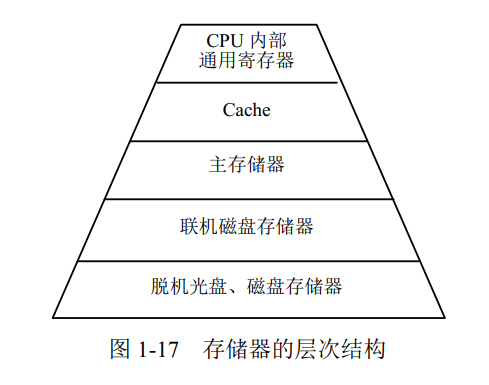 CPU 内部
通用寄存器
Cache
主存储器
联机磁盘存储器
脱机光盘、磁盘存储器
图 1-17 存储器的层次结构